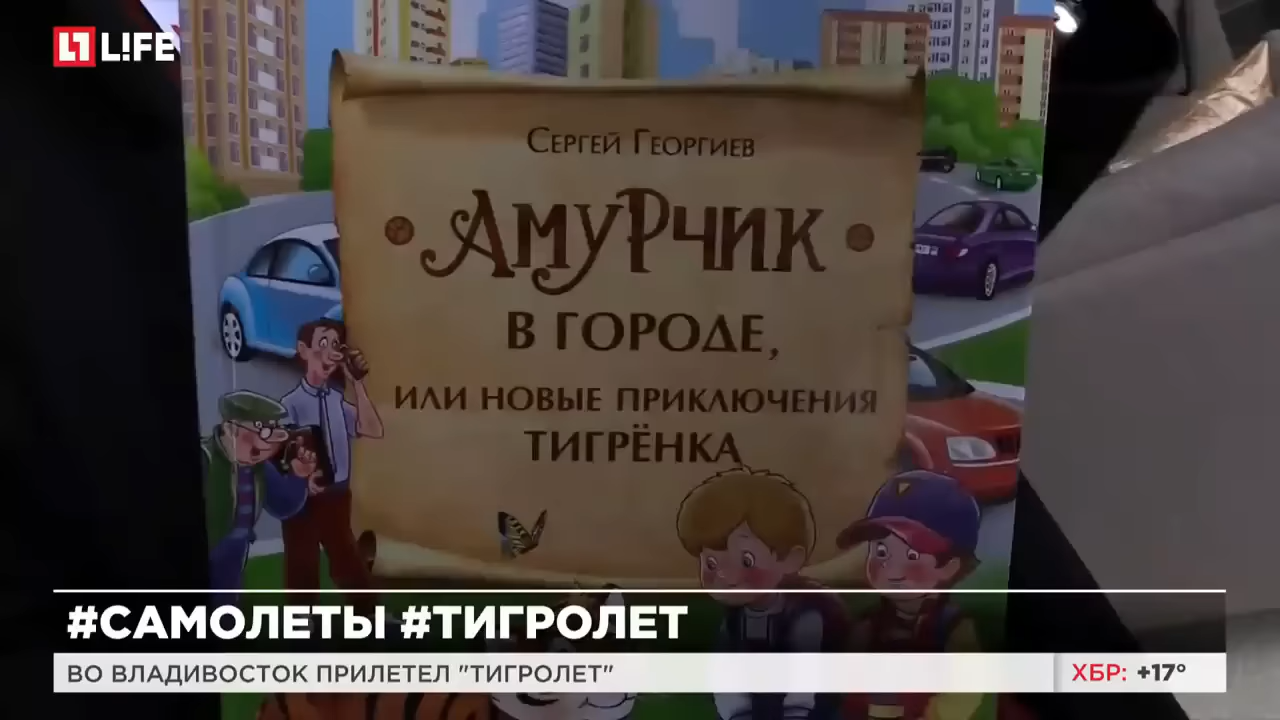 L!FE
Сергей Георгиев
Амурчик
в городе,
или новые приключения
тигрёнка
#САМОЛЕТЫ #ТИГРОЛЕТ
ВО ВЛАДИВОСТОК ПРИЛЕТЕЛ "ТИГРОЛЕТ"
ХБР: +17°